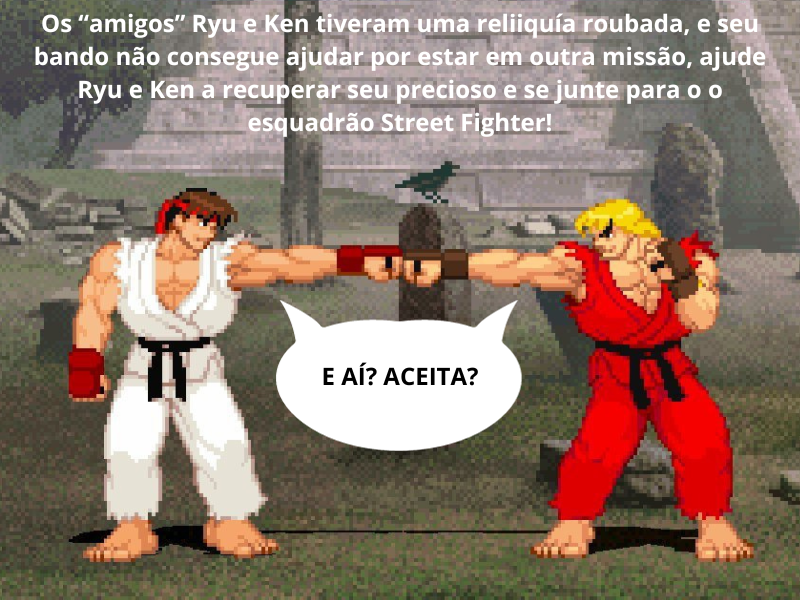 Os “amigos” Ryu e Ken tiveram uma reliiquía roubada, e seu
bando não consegue ajudar por estar em outra missão, ajude
Ryu e Ken a recuperar seu precioso e se junte para o o
esquadrão Street Fighter!
E AÍ? ACEITA?